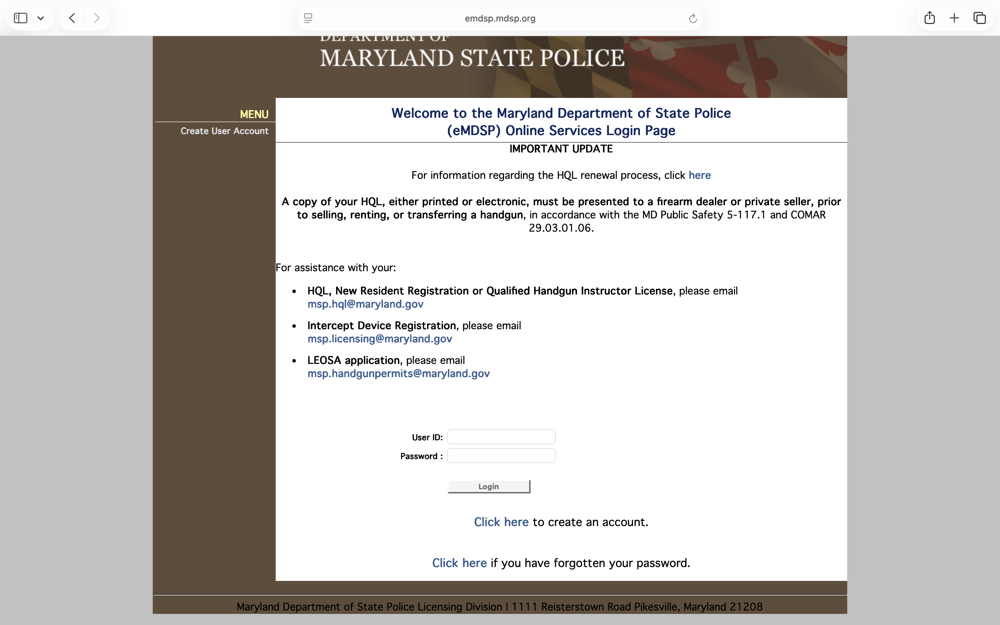 emdsp.mdsp.org
DEPARTMENT OF
MARYLAND STATE POLICE
MENU
Create User Account
Welcome to the Maryland Department of State Police
(eMDSP) Online Services Login Page
IMPORTANT UPDATE
For information regarding the HQL renewal process, click here
A copy of your HQL, either printed or electronic, must be presented to a firearm dealer or private seller, prior
to selling, renting, or transferring a handgun, in accordance with the MD Public Safety 5-117.1 and COMAR
29.03.01.06.
For assistance with your:
• HQL, New Resident Registration or Qualified Handgun Instructor License, please email
msp.hql@maryland.gov
• Intercept Device Registration, please email
msp.licensing@maryland.gov
• LEOSA application, please email
msp.handgunpermits@maryland.gov
User ID:
Password :
Login
Click here to create an account.
Click here if you have forgotten your password.
Maryland Department of State Police Licensing Division | 1111 Reisterstown Road Pikesville, Maryland 21208